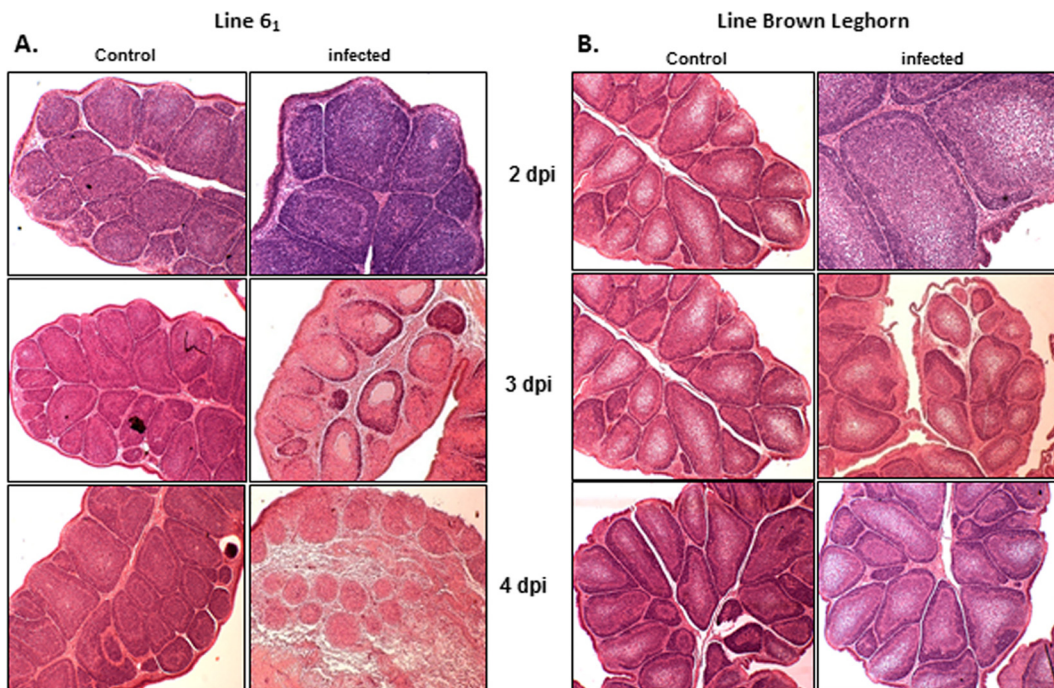 Line 6₁
Line Brown Leghorn
A.
B.
Control
infected
Control
infected
2 dpi
3 dpi
4 dpi